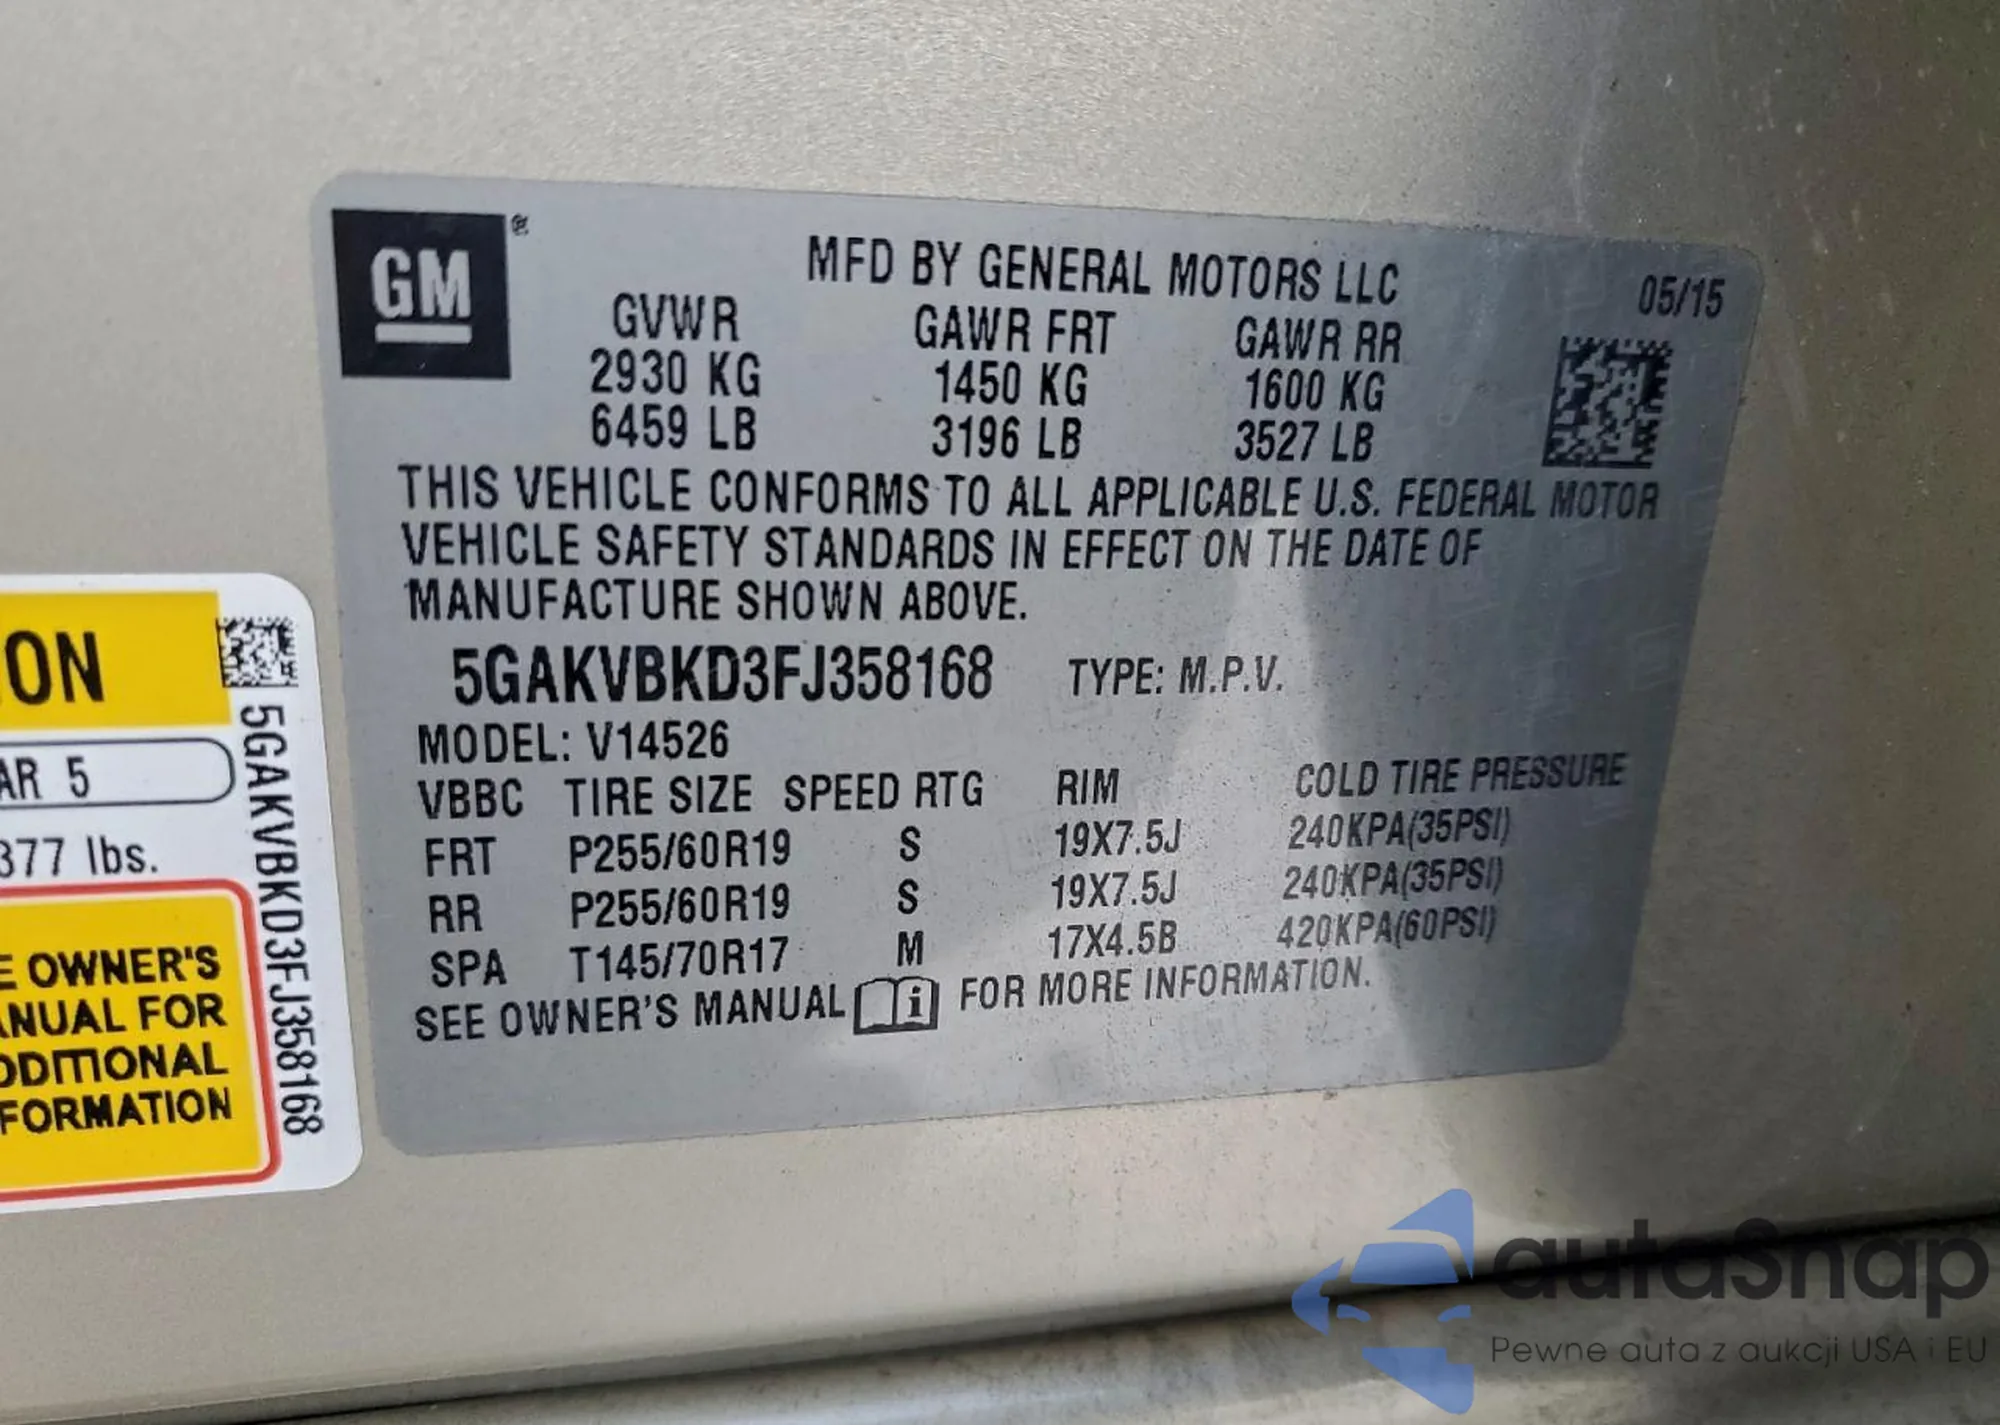 GM®
MFD BY GENERAL MOTORS LLC
05/15
GVWR GAWR FRT GAWR RR
2930 KG 1450 KG 1600 KG
6459 LB 3196 LB 3527 LB
THIS VEHICLE CONFORMS TO ALL APPLICABLE U.S. FEDERAL MOTOR
VEHICLE SAFETY STANDARDS IN EFFECT ON THE DATE OF
MANUFACTURE SHOWN ABOVE.
5GAKVBKD3FJ358168 TYPE: M.P.V.
MODEL: V14526
VBBC TIRE SIZE SPEED RTG RIM COLD TIRE PRESSURE
FRT P255/60R19 S 19X7.5J 240KPA(35PSI)
RR P255/60R19 S 19X7.5J 240KPA(35PSI)
SPA T145/70R17 M 17X4.5B 420KPA(60PSI)
SEE OWNER'S MANUAL i FOR MORE INFORMATION.
ION
AR 5
377 lbs.
E OWNER'S
ANUAL FOR
DDITIONAL
FORMATION
5GAKVBKD3FJ358168
autaSnap
Pewne auta z aukcji USA i EU